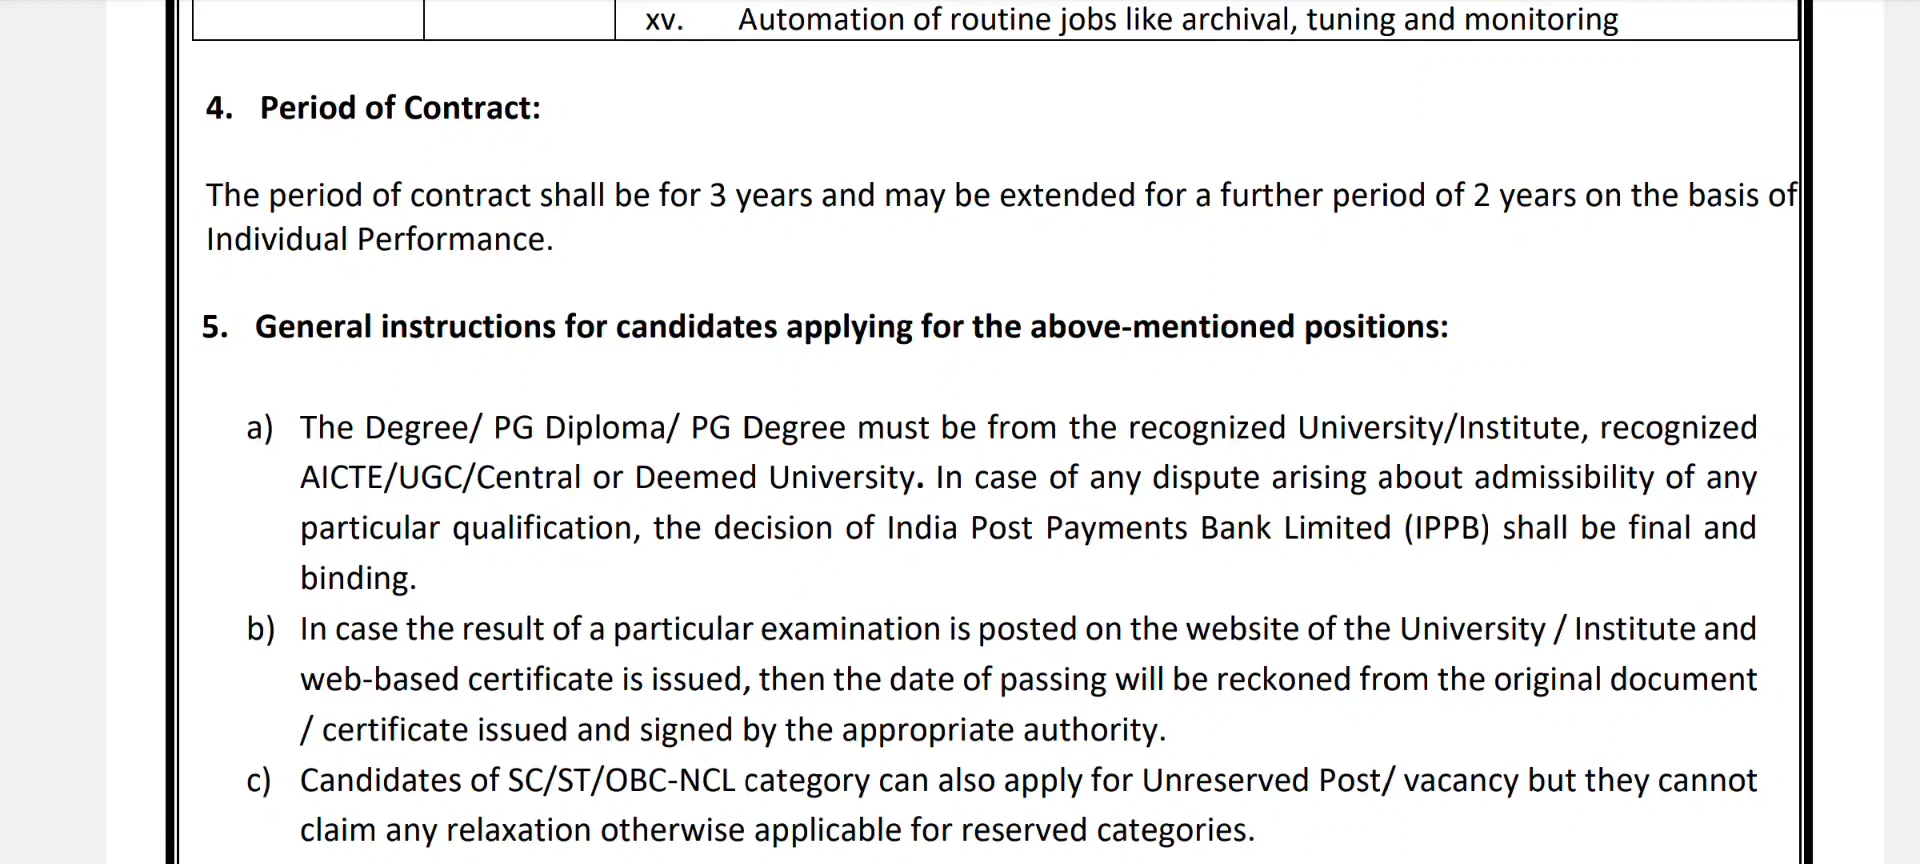 xv. Automation of routine jobs like archival, tuning and monitoring
4. Period of Contract:
The period of contract shall be for 3 years and may be extended for a further period of 2 years on the basis of
Individual Performance.
5. General instructions for candidates applying for the above-mentioned positions:
a) The Degree/ PG Diploma/ PG Degree must be from the recognized University/Institute, recognized
AICTE/UGC/Central or Deemed University. In case of any dispute arising about admissibility of any
particular qualification, the decision of India Post Payments Bank Limited (IPPB) shall be final and
binding.
b) In case the result of a particular examination is posted on the website of the University / Institute and
web-based certificate is issued, then the date of passing will be reckoned from the original document
/ certificate issued and signed by the appropriate authority.
c) Candidates of SC/ST/OBC-NCL category can also apply for Unreserved Post/ vacancy but they cannot
claim any relaxation otherwise applicable for reserved categories.